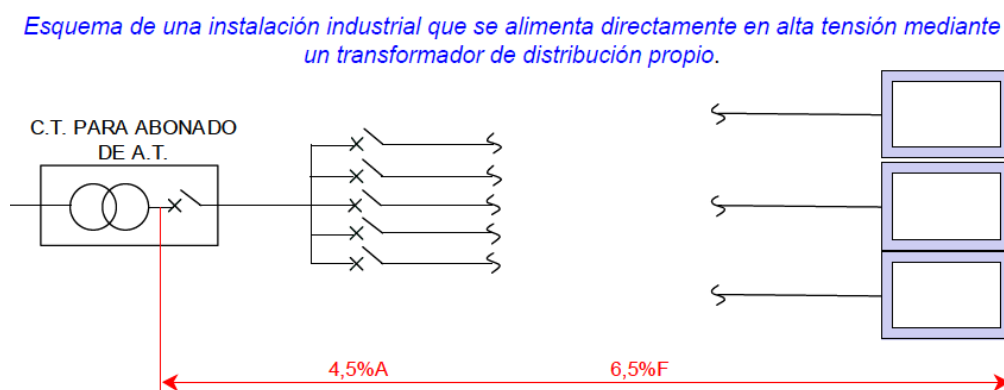 Esquema de una instalación industrial que se alimenta directamente en alta tensión mediante
un transformador de distribución propio.
C.T. PARA ABONADO
DE A.T.
4,5%A
6,5%F